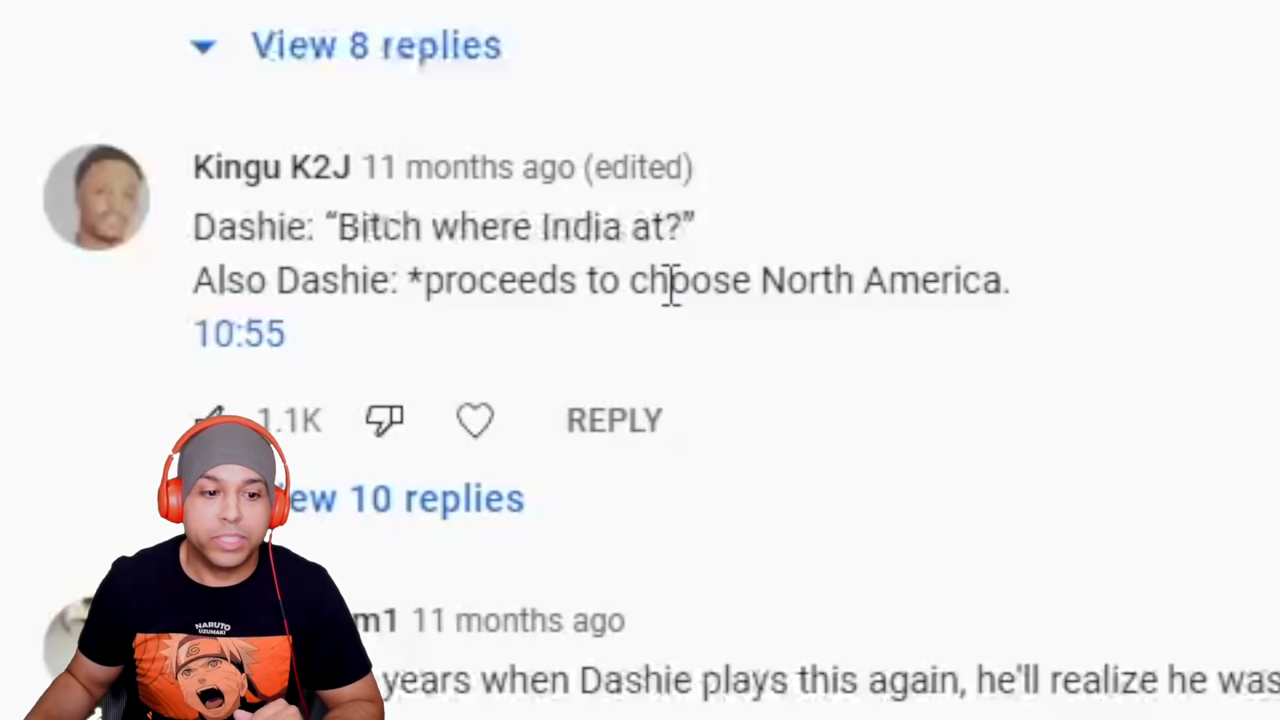 View 8 replies
Kingu K2J 11 months ago (edited)
Dashie: “Bitch where India at?”
Also Dashie: *proceeds to choose North America.
10:55
1.1K REPLY
10 replies
11 months ago
NARUTO
UZUMAKI
years when Dashie plays this again, he'll realize he was